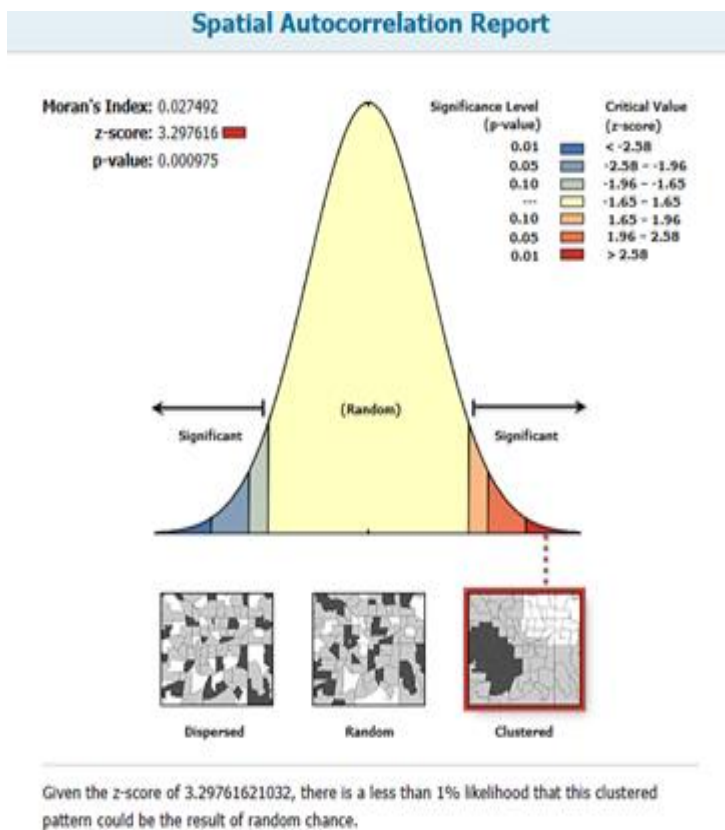 Spatial Autocorrelation Report
Moran's Index: 0.027492
z-score: 3.297616
p-value: 0.000975
Significance Level (p-value)
Critical Value (z-score)
0.01 < -2.58
0.05 -2.58 - -1.96
0.10 -1.96 - -1.65
--- -1.65 - 1.65
0.10 1.65 - 1.96
0.05 1.96 - 2.58
0.01 > 2.58
(Random)
Significant
Significant
Dispersed
Random
Clustered
Given the z-score of 3.29761621032, there is a less than 1% likelihood that this clustered
pattern could be the result of random chance.